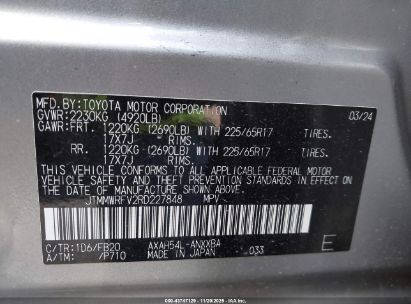 MFD.BY:TOYOTA MOTOR CORPORATION 03/24
GVWR:2230KG (4920LB)
GAWR:FRT. 1220KG (2690LB) WITH 225/65R17 TIRES.
17X7J RIMS.
RR. 1220KG (2690LB) WITH 225/65R17 TIRES.
17X7J RIMS.
THIS VEHICLE CONFORMS TO ALL APPLICABLE FEDERAL MOTOR
VEHICLE SAFETY AND THEFT PREVENTION STANDARDS IN EFFECT
ON THE DATE OF MANUFACTURE SHOWN ABOVE.
JTMMWRFV2RD227848 MPV
C/TR:1D6/FB20 AXAH54L-ANXXBA
A/TM: /P710 MADE IN JAPAN 033 E